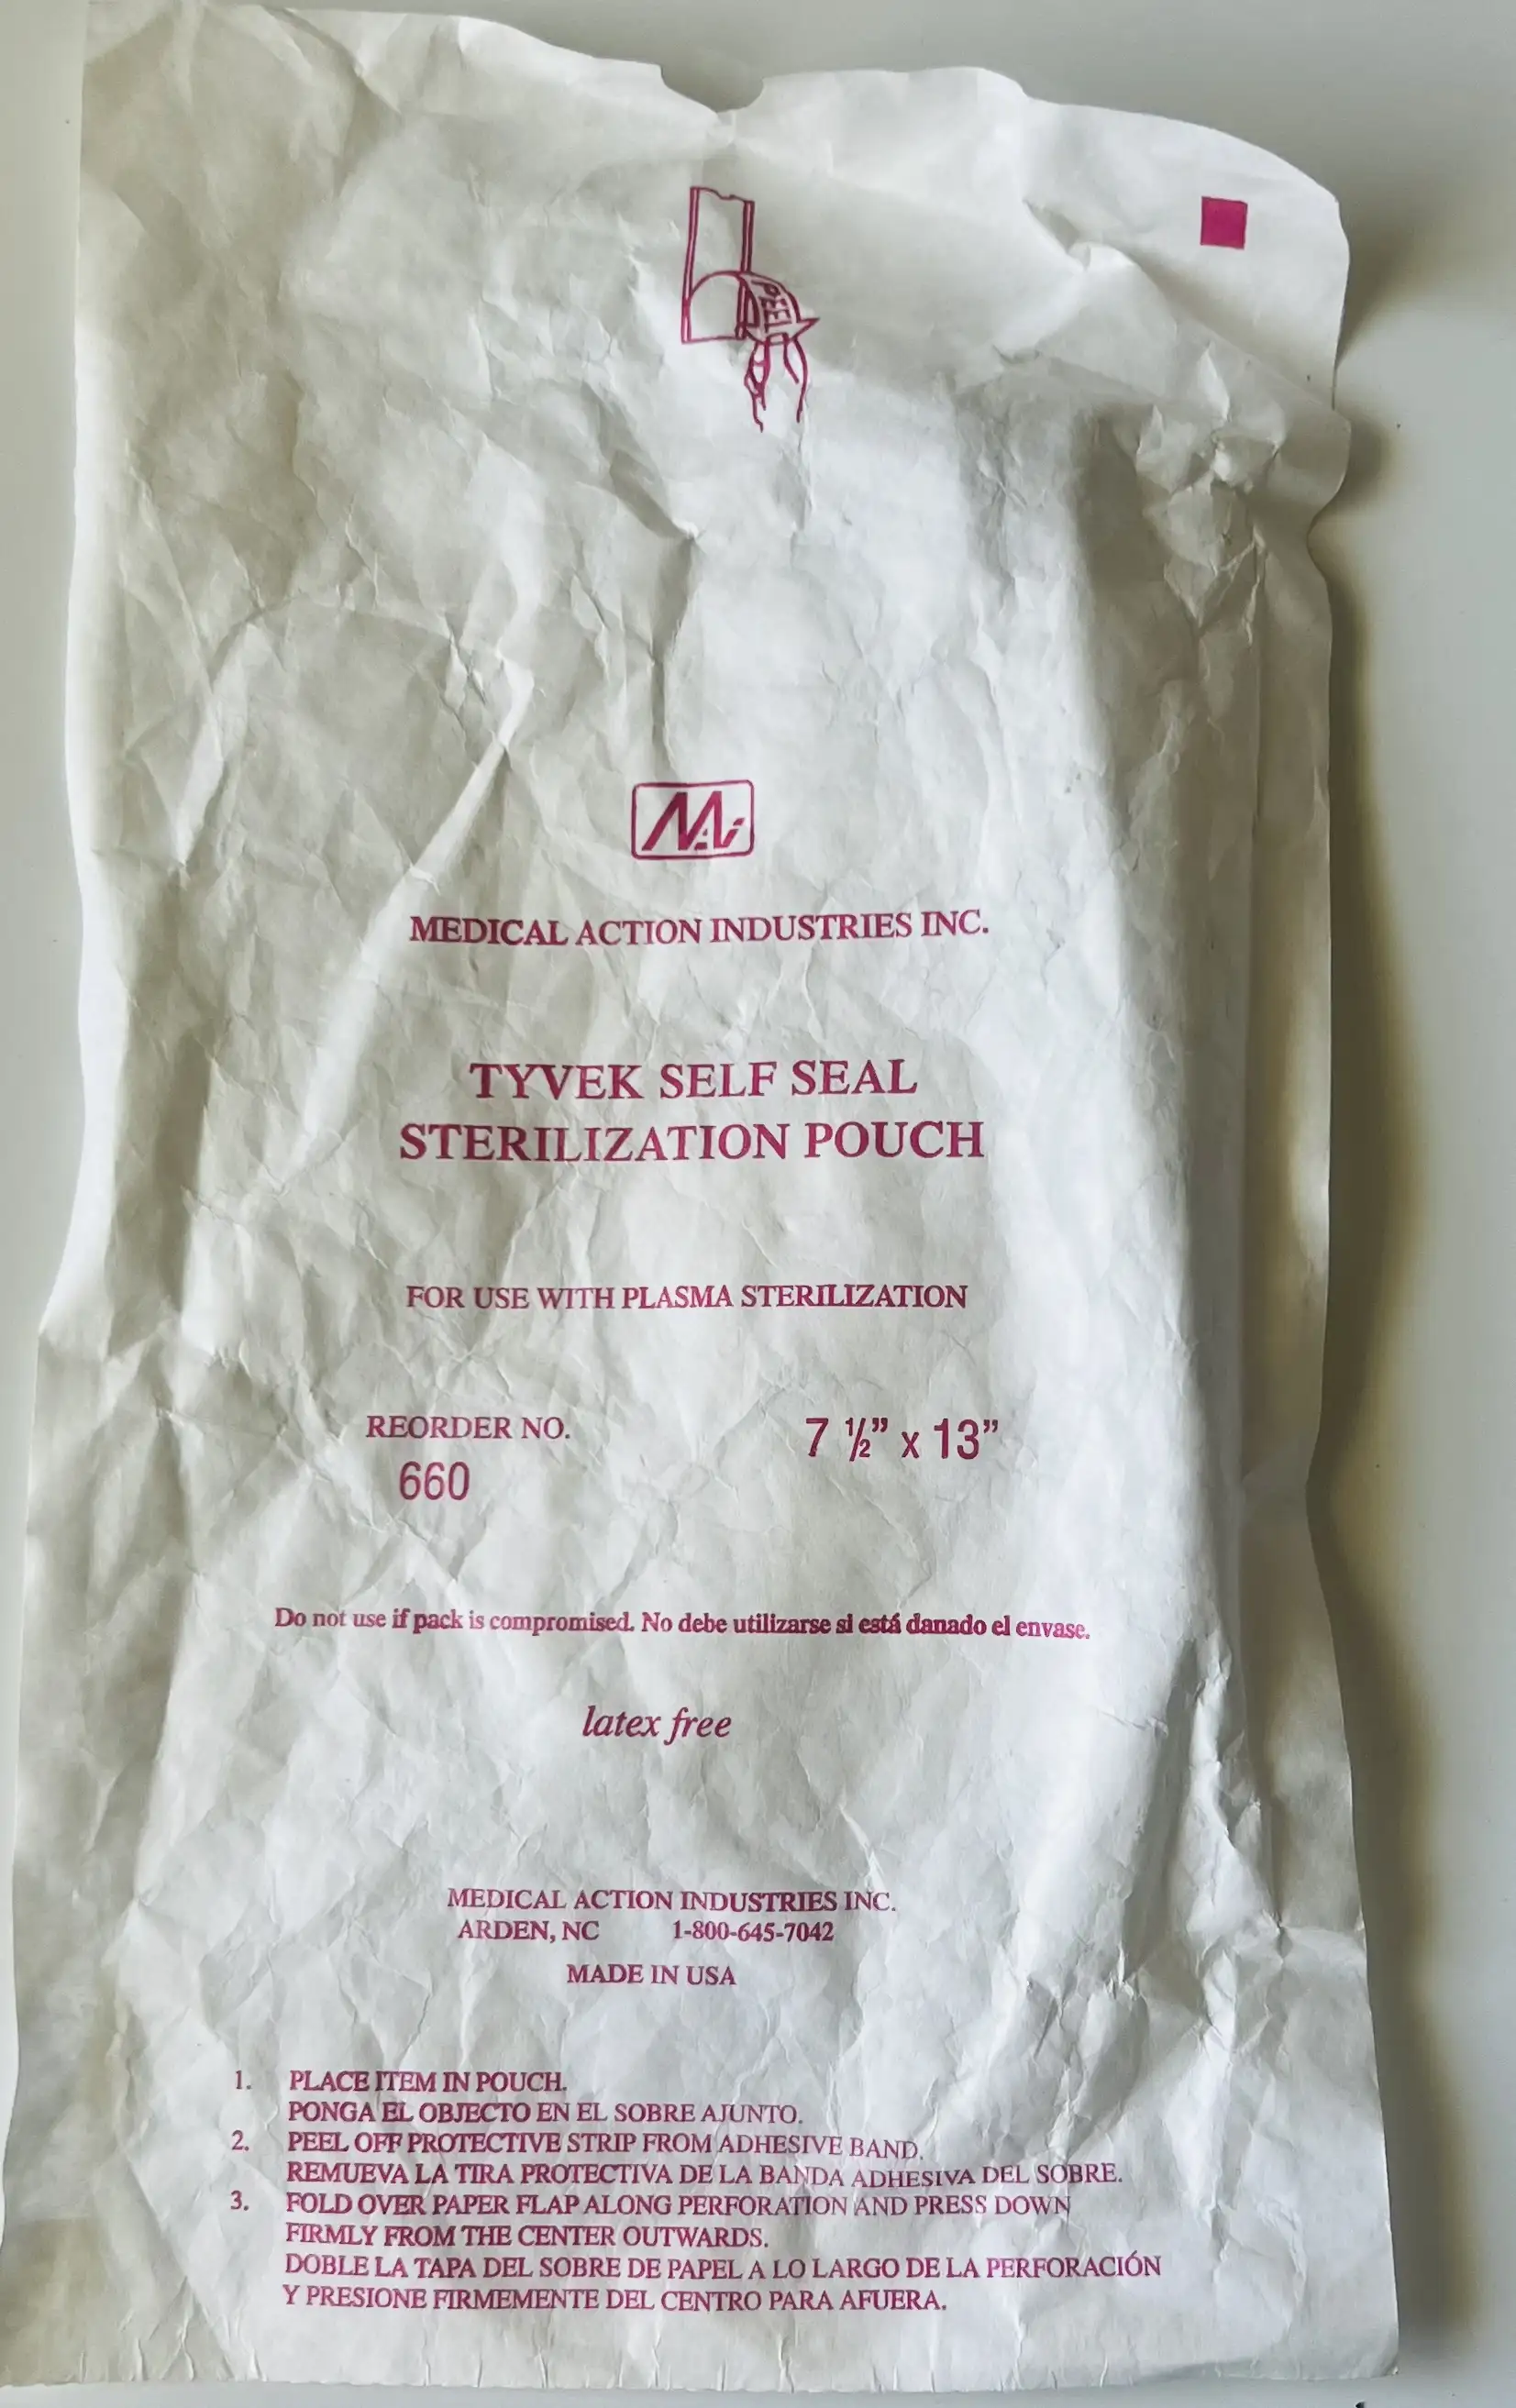 PEEL
MAi
MEDICAL ACTION INDUSTRIES INC.
TYVEK SELF SEAL
STERILIZATION POUCH
FOR USE WITH PLASMA STERILIZATION
REORDER NO. 7 ½” x 13”
660
Do not use if pack is compromised. No debe utilizarse si está danado el envase.
latex free
MEDICAL ACTION INDUSTRIES INC.
ARDEN, NC 1-800-645-7042
MADE IN USA
1. PLACE ITEM IN POUCH.
PONGA EL OBJECTO EN EL SOBRE AJUNTO.
2. PEEL OFF PROTECTIVE STRIP FROM ADHESIVE BAND.
REMUEVA LA TIRA PROTECTIVA DE LA BANDA ADHESIVA DEL SOBRE.
3. FOLD OVER PAPER FLAP ALONG PERFORATION AND PRESS DOWN
FIRMLY FROM THE CENTER OUTWARDS.
DOBLE LA TAPA DEL SOBRE DE PAPEL A LO LARGO DE LA PERFORACIÓN
Y PRESIONE FIRMEMENTE DEL CENTRO PARA AFUERA.